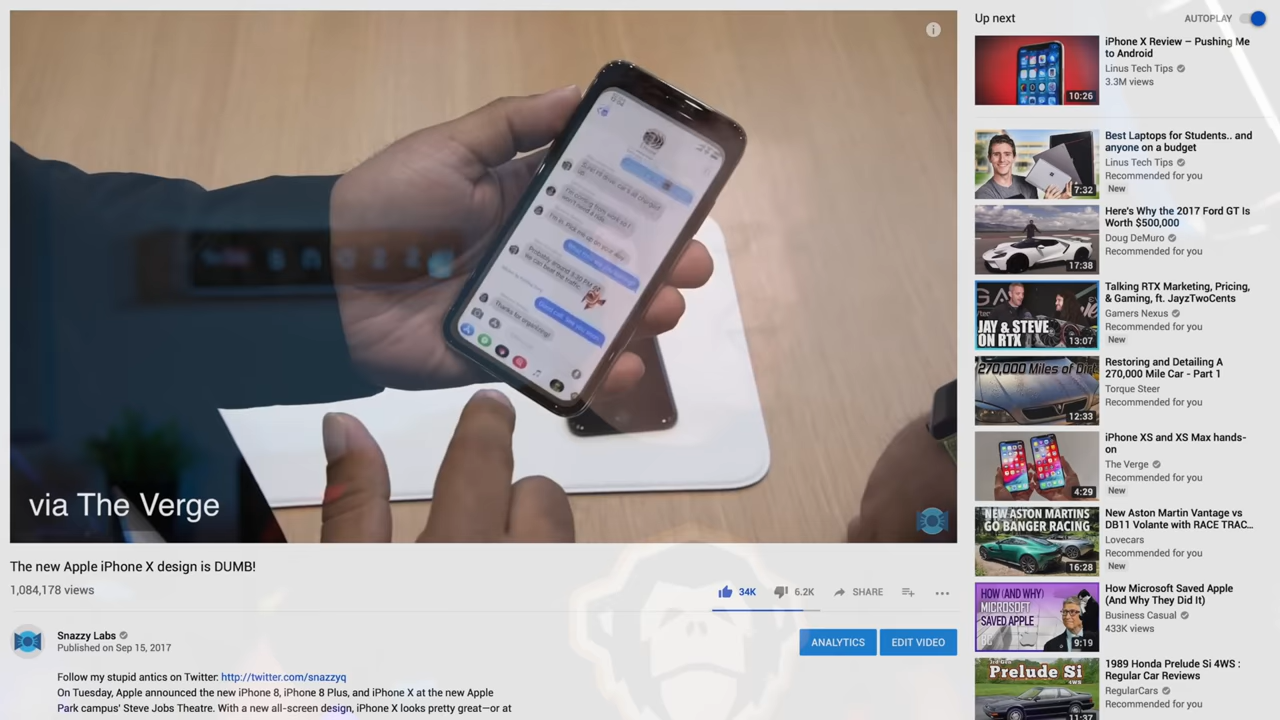 via The Verge
The new Apple iPhone X design is DUMB!
1,084,178 views
34K
6.2K
SHARE
Snazzy Labs
Published on Sep 15, 2017
ANALYTICS
EDIT VIDEO
Follow my stupid antics on Twitter: http://twitter.com/snazzyq
On Tuesday, Apple announced the new iPhone 8, iPhone 8 Plus, and iPhone X at the new Apple
Park campus' Steve Jobs Theatre. With a new all-screen design, iPhone X looks pretty great—or at
Up next
AUTOPLAY
10:26
iPhone X Review – Pushing Me
to Android
Linus Tech Tips
3.3M views
7:32
Best Laptops for Students.. and
anyone on a budget
Linus Tech Tips
Recommended for you
New
17:38
Here's Why the 2017 Ford GT Is
Worth $500,000
Doug DeMuro
Recommended for you
JAY & STEVE
ON RTX
13:07
Talking RTX Marketing, Pricing,
& Gaming, ft. JayzTwoCents
Gamers Nexus
Recommended for you
New
270,000 Miles of Dirt
12:33
Restoring and Detailing A
270,000 Mile Car - Part 1
Torque Steer
Recommended for you
4:29
iPhone XS and XS Max hands-
on
The Verge
Recommended for you
New
NEW ASTON MARTINS
GO BANGER RACING
16:28
New Aston Martin Vantage vs
DB11 Volante with RACE TRAC...
Lovecars
Recommended for you
New
HOW (AND WHY)
MICROSOFT
SAVED APPLE
BC
9:19
How Microsoft Saved Apple
(And Why They Did It)
Business Casual
433K views
3rd Gen
Prelude Si
4WS
11:37
1989 Honda Prelude Si 4WS :
Regular Car Reviews
RegularCars
Recommended for you